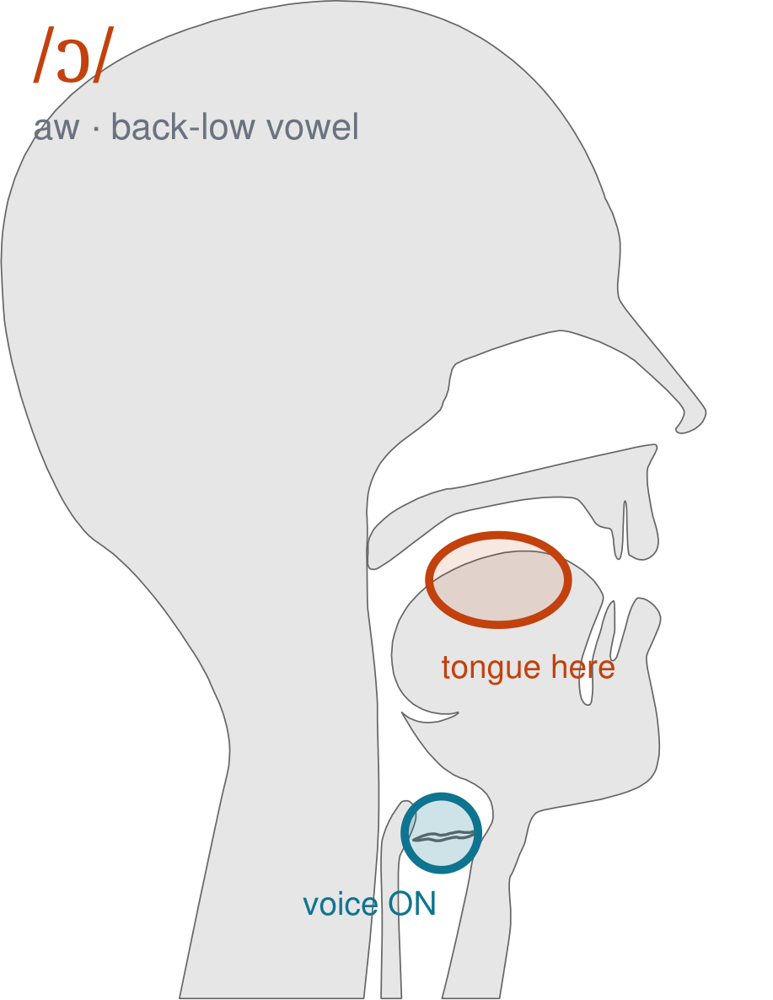 /ɔ/
aw · back-low vowel
tongue here
voice ON